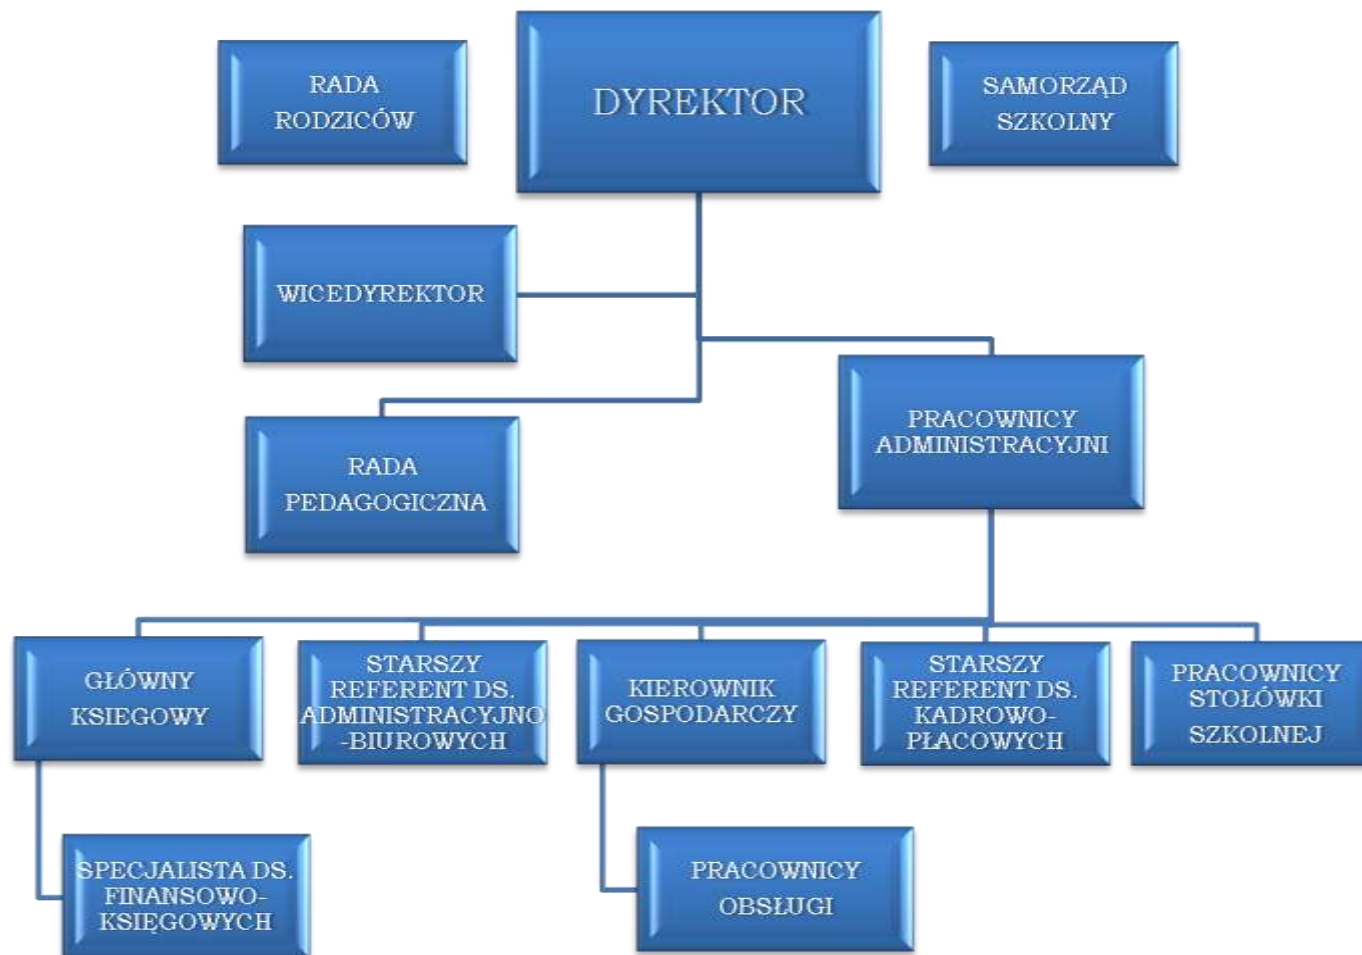 RADA
RODZICÓW
DYREKTOR
SAMORZĄD
SZKOLNY
WICEDYREKTOR
PRACOWNICY
ADMINISTRACYJNI
RADA
PEDAGOGICZNA
GŁÓWNY
KSIEGOWY
STARSZY
REFERENT DS.
ADMINISTRACYJNO
-BIUROWYCH
KIEROWNIK
GOSPODARCZY
STARSZY
REFERENT DS.
KADROWO-
PŁACOWYCH
PRACOWNICY
STOŁÓWKI
SZKOLNEJ
SPECJALISTA DS.
FINANSOWO-
KSIĘGOWYCH
PRACOWNICY
OBSŁUGI